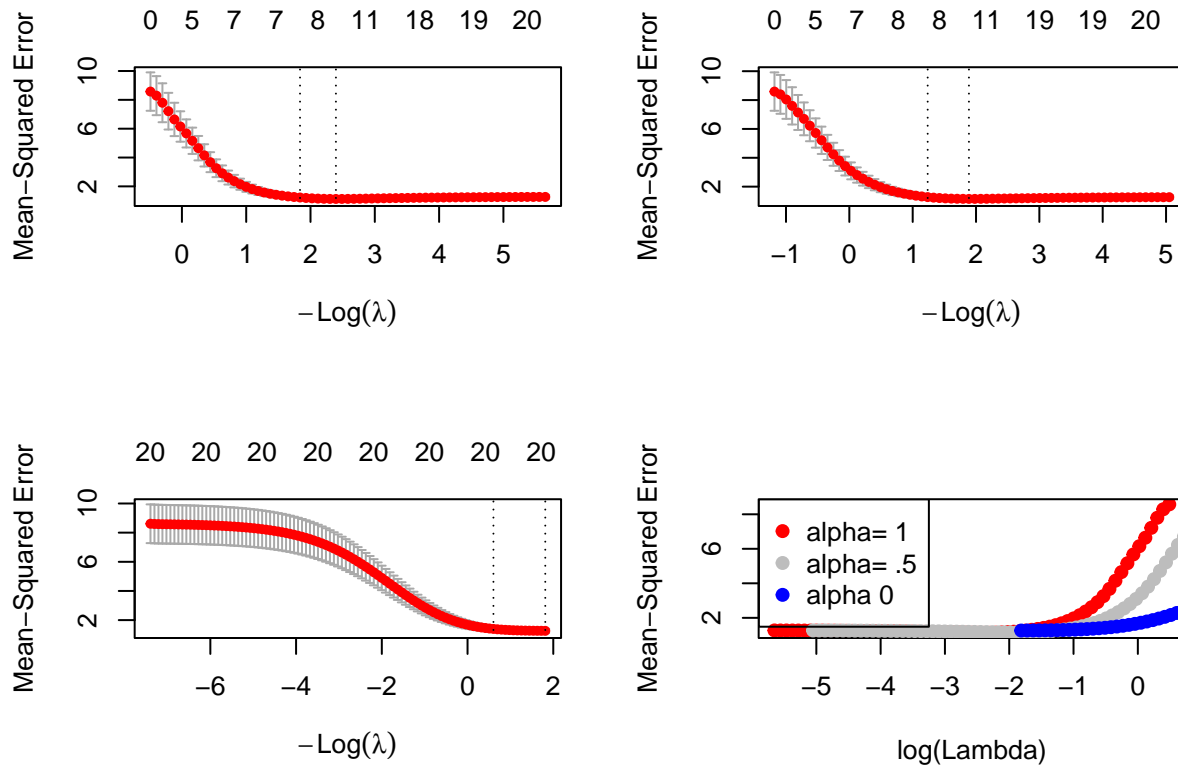 0 5 7 7 8 11 18 19 20
Mean−Squared Error
2 6 10
0 1 2 3 4 5
−Log(λ)
0 5 7 8 8 11 19 19 20
Mean−Squared Error
2 6 10
−1 0 1 2 3 4 5
−Log(λ)
20 20 20 20 20 20 20 20
Mean−Squared Error
2 6 10
−6 −4 −2 0 2
−Log(λ)
Mean−Squared Error
2 6
alpha= 1
alpha= .5
alpha 0
−5 −4 −3 −2 −1 0
log(Lambda)